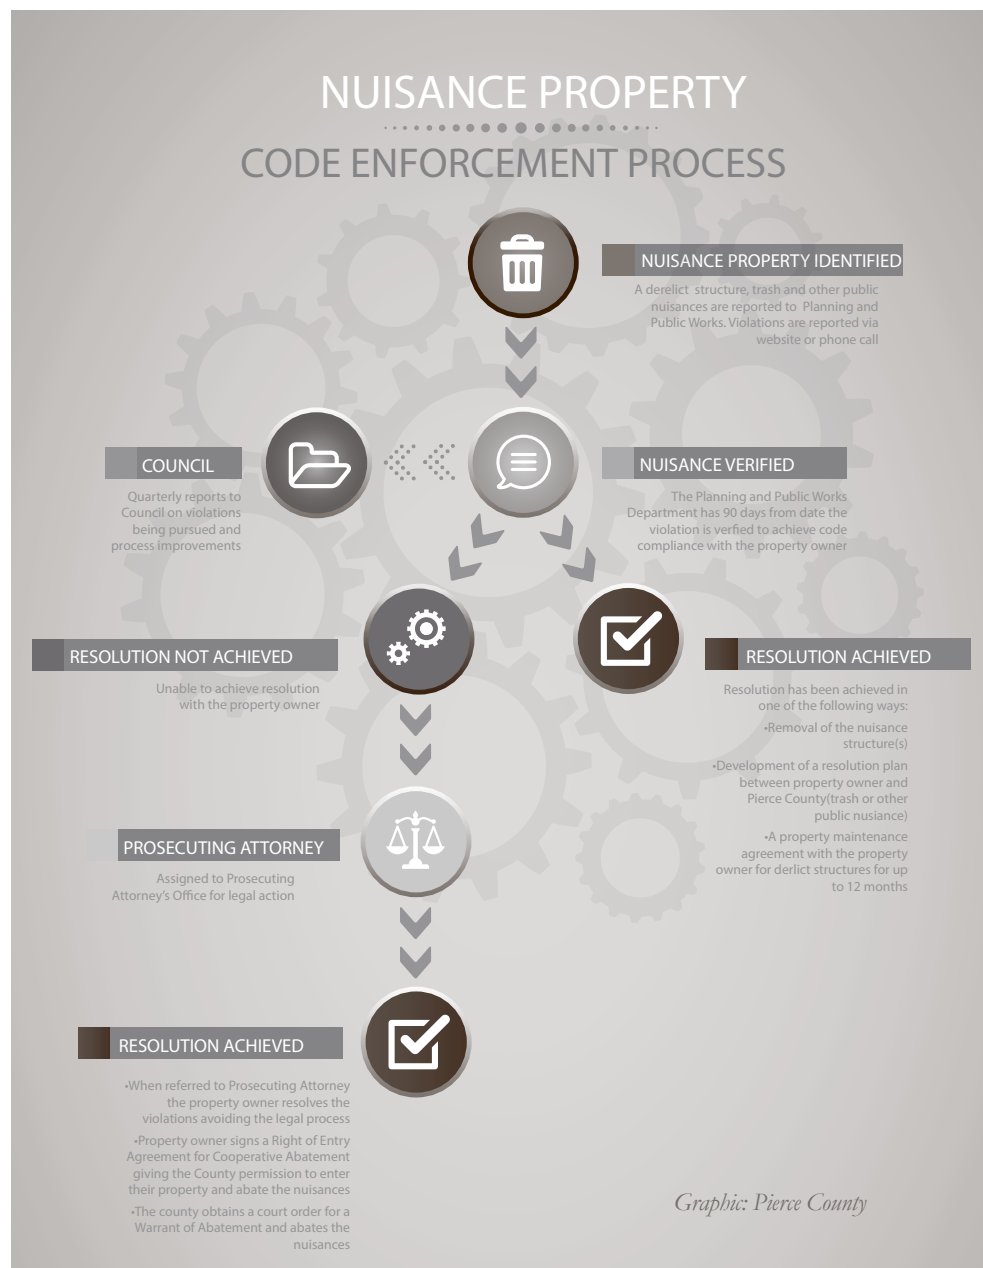 NUISANCE PROPERTY
CODE ENFORCEMENT PROCESS
NUISANCE PROPERTY IDENTIFIED
A derelict structure, trash and other public
nuisances are reported to Planning and
Public Works. Violations are reported via
website or phone call
COUNCIL
Quarterly reports to
Council on violations
being pursued and
process improvements
NUISANCE VERIFIED
The Planning and Public Works
Department has 90 days from date the
violation is verfied to achieve code
compliance with the property owner
RESOLUTION NOT ACHIEVED
Unable to achieve resolution
with the property owner
RESOLUTION ACHIEVED
Resolution has been achieved in
one of the following ways:
•Removal of the nuisance
structure(s)
•Development of a resolution plan
between property owner and
Pierce County(trash or other
public nusiance)
•A property maintenance
agreement with the property
owner for derlict structures for up
to 12 months
PROSECUTING ATTORNEY
Assigned to Prosecuting
Attorney's Office for legal action
RESOLUTION ACHIEVED
•When referred to Prosecuting Attorney
the property owner resolves the
violations avoiding the legal process
•Property owner signs a Right of Entry
Agreement for Cooperative Abatement
giving the County permission to enter
their property and abate the nuisances
•The county obtains a court order for a
Warrant of Abatement and abates the
nuisances
Graphic: Pierce County